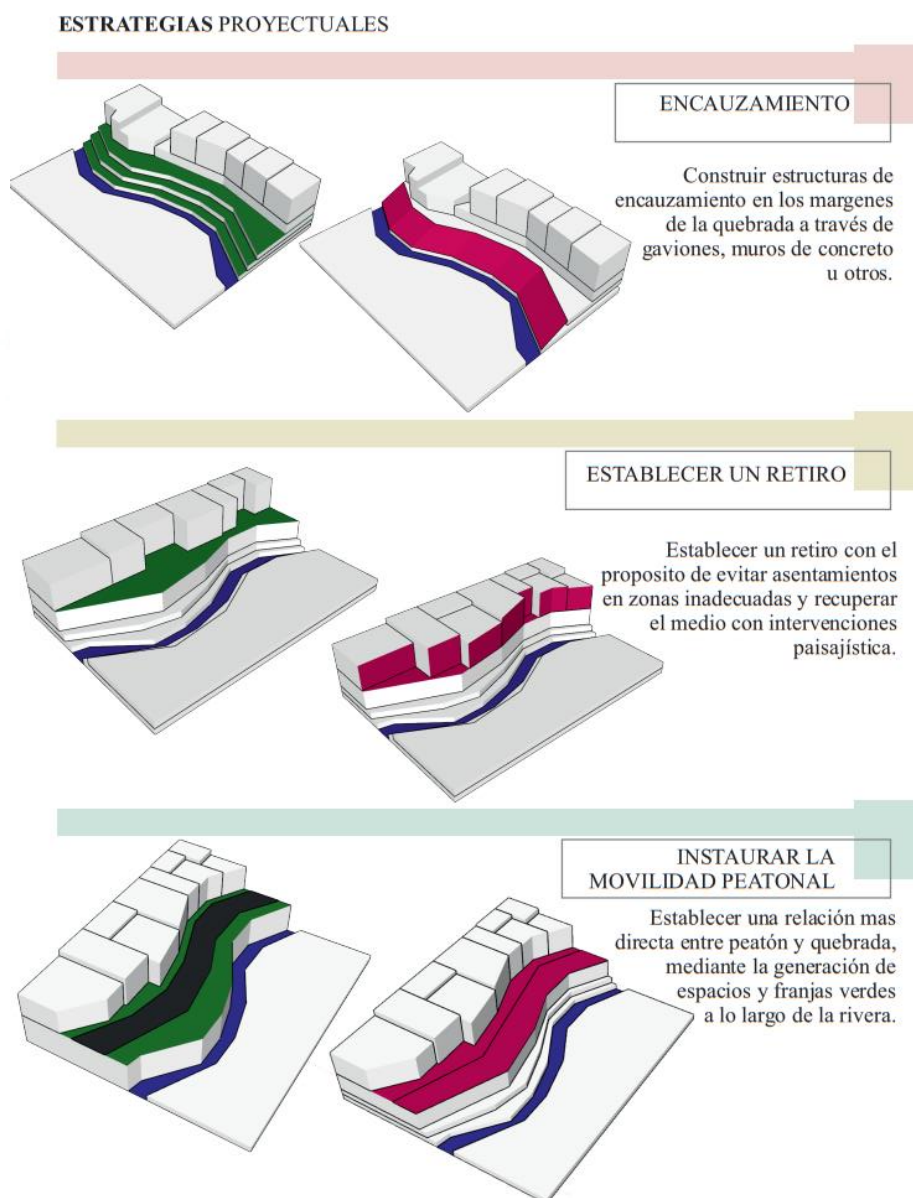 ESTRATEGIAS PROYECTUALES
ENCAUZAMIENTO
Construir estructuras de
encauzamiento en los margenes
de la quebrada a través de
gaviones, muros de concreto
u otros.
ESTABLECER UN RETIRO
Establecer un retiro con el
proposito de evitar asentamientos
en zonas inadecuadas y recuperar
el medio con intervenciones
paisajística.
INSTAURAR LA
MOVILIDAD PEATONAL
Establecer una relación mas
directa entre peatón y quebrada,
mediante la generación de
espacios y franjas verdes
a lo largo de la rivera.